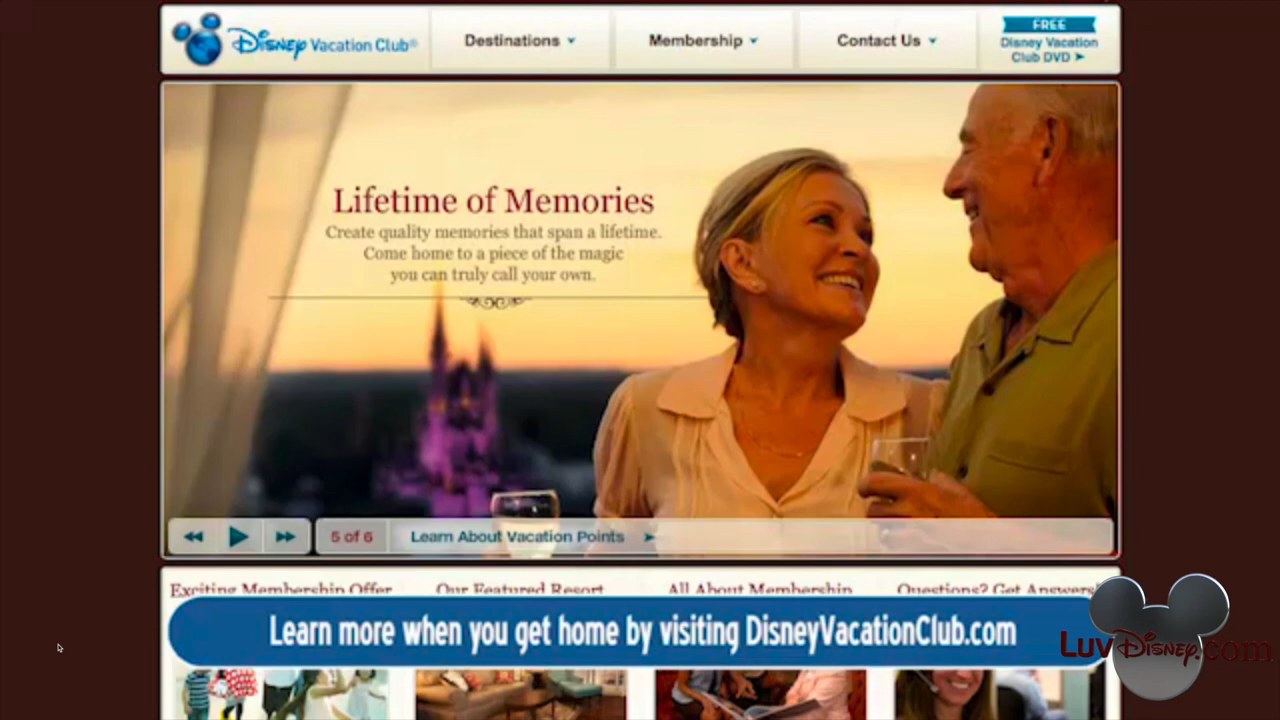 Disney Vacation Club®
Destinations
Membership
Contact Us
FREE
Disney Vacation
Club DVD
Lifetime of Memories
Create quality memories that span a lifetime.
Come home to a piece of the magic
you can truly call your own.
5 of 6
Learn About Vacation Points
Exciting Membership Offer
Our Featured Resort
All About Membership
Questions? Get Answers!
Learn more when you get home by visiting DisneyVacationClub.com
LuvDisney.com